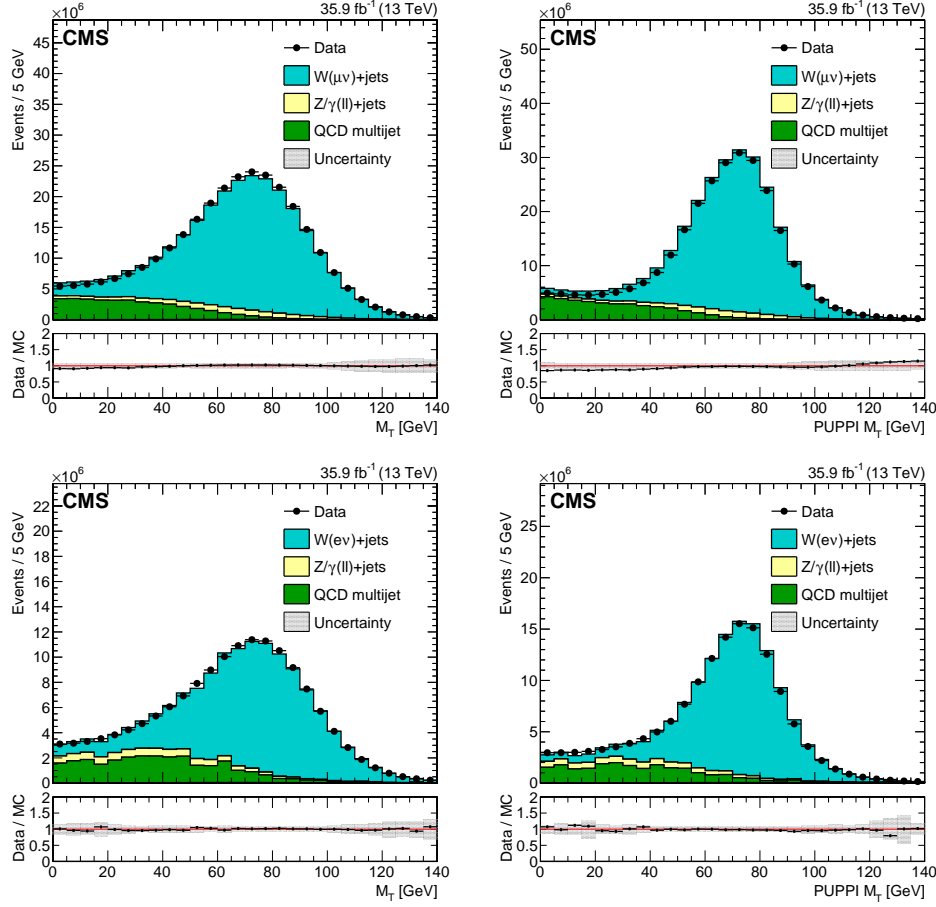 ×10⁶ 35.9 fb⁻¹ (13 TeV)
CMS
Data
W(μν)+jets
Z/γ(ll)+jets
QCD multijet
Uncertainty
Events / 5 GeV
45
40
35
30
25
20
15
10
5
0
Data / MC
2
1.5
1
0.5
0
0 20 40 60 80 100 120 140
M_T [GeV]
×10⁶ 35.9 fb⁻¹ (13 TeV)
CMS
Data
W(μν)+jets
Z/γ(ll)+jets
QCD multijet
Uncertainty
Events / 5 GeV
50
40
30
20
10
0
Data / MC
2
1.5
1
0.5
0
0 20 40 60 80 100 120 140
PUPPI M_T [GeV]
×10⁶ 35.9 fb⁻¹ (13 TeV)
CMS
Data
W(eν)+jets
Z/γ(ll)+jets
QCD multijet
Uncertainty
Events / 5 GeV
22
20
18
16
14
12
10
8
6
4
2
0
Data / MC
2
1.5
1
0.5
0
0 20 40 60 80 100 120 140
M_T [GeV]
×10⁶ 35.9 fb⁻¹ (13 TeV)
CMS
Data
W(eν)+jets
Z/γ(ll)+jets
QCD multijet
Uncertainty
Events / 5 GeV
25
20
15
10
5
0
Data / MC
2
1.5
1
0.5
0
0 20 40 60 80 100 120 140
PUPPI M_T [GeV]